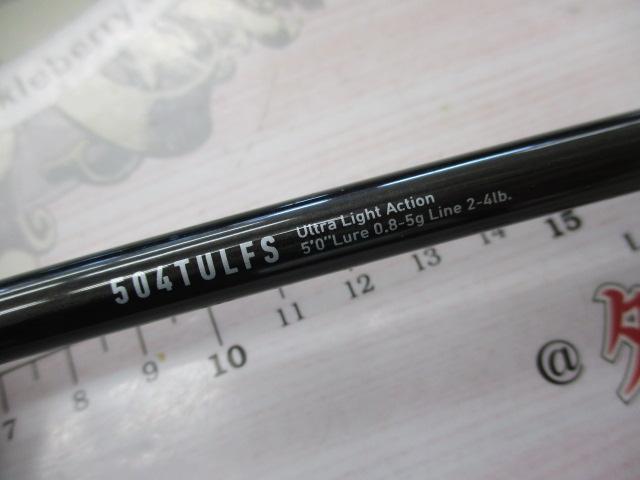 504TULFS
Ultra Light Action
5'0"Lure 0.8-5g Line 2-4lb.
7 8 9 10 11 12 13 14 15
@